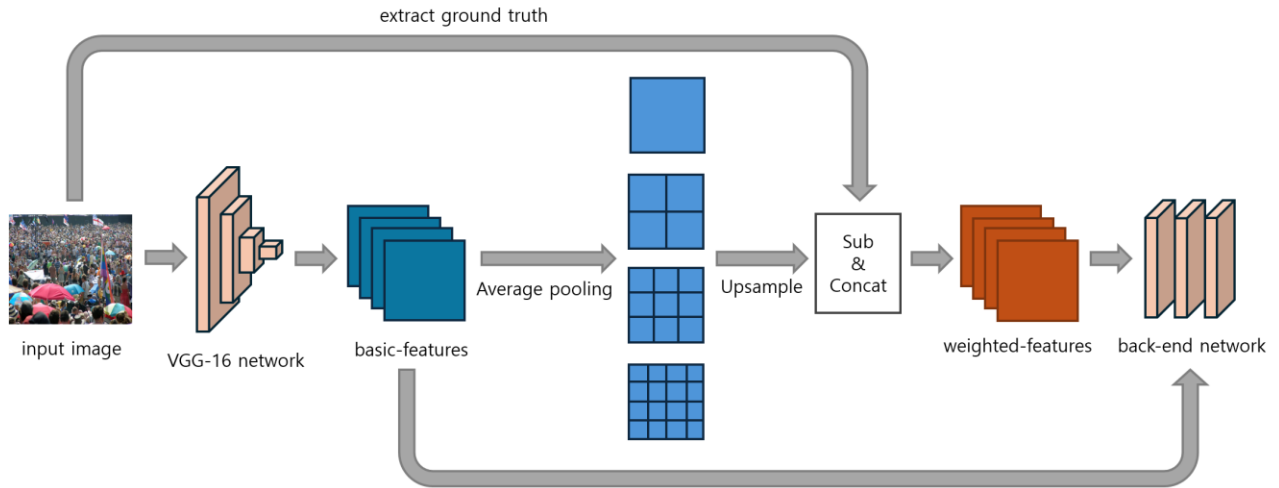 extract ground truth
input image
VGG-16 network
basic-features
Average pooling
Upsample
Sub
&
Concat
weighted-features
back-end network